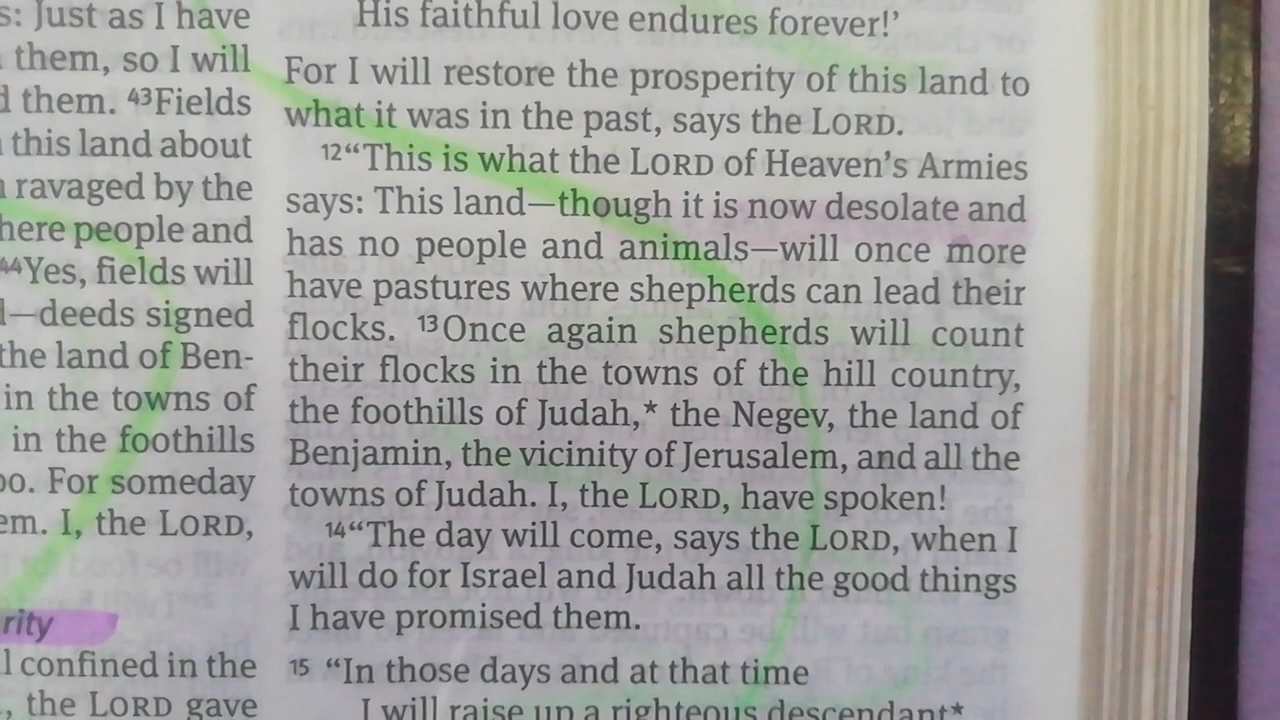 s: Just as I have
them, so I will
them. 43Fields
this land about
ravaged by the
here people and
44Yes, fields will
—deeds signed
the land of Ben-
in the towns of
in the foothills
For someday
em. I, the LORD,
rity
confined in the
, the LORD gave
His faithful love endures forever!’
For I will restore the prosperity of this land to
what it was in the past, says the LORD.
12“This is what the LORD of Heaven’s Armies
says: This land—though it is now desolate and
has no people and animals—will once more
have pastures where shepherds can lead their
flocks. 13Once again shepherds will count
their flocks in the towns of the hill country,
the foothills of Judah,* the Negev, the land of
Benjamin, the vicinity of Jerusalem, and all the
towns of Judah. I, the LORD, have spoken!
14“The day will come, says the LORD, when I
will do for Israel and Judah all the good things
I have promised them.
15 “In those days and at that time
I will raise up a righteous descendant*